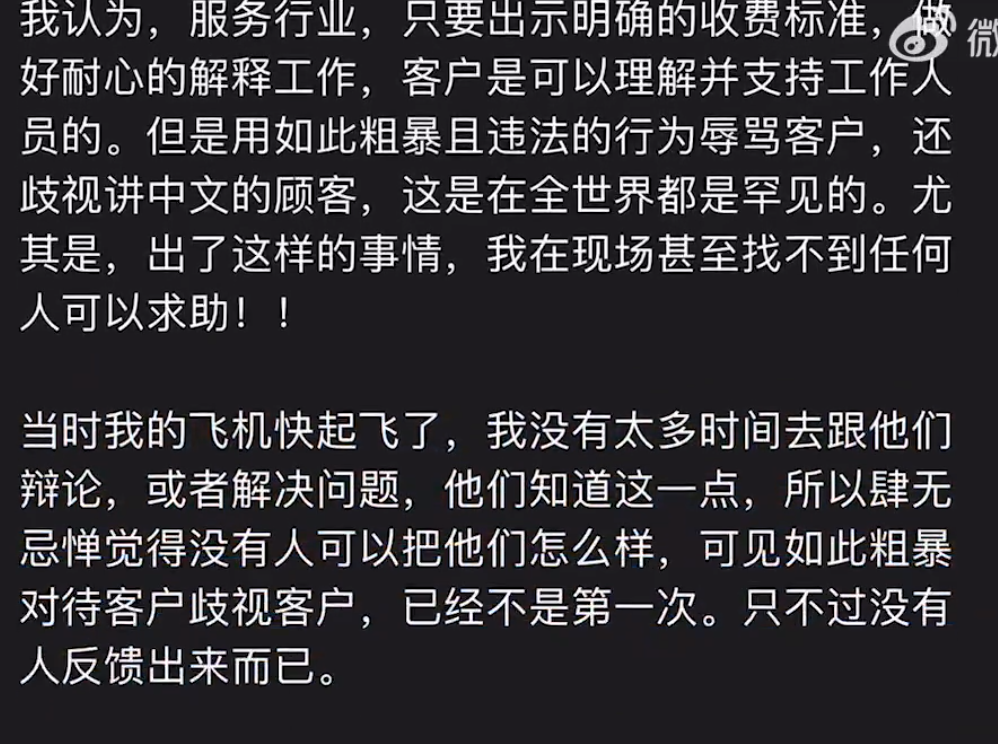 我认为，服务行业，只要出示明确的收费标准，做
好耐心的解释工作，客户是可以理解并支持工作人
员的。但是用如此粗暴且违法的行为辱骂客户，还
歧视讲中文的顾客，这是在全世界都是罕见的。尤
其是，出了这样的事情，我在现场甚至找不到任何
人可以求助！！
当时我的飞机快起飞了，我没有太多时间去跟他们
辩论，或者解决问题，他们知道这一点，所以肆无
忌惮觉得没有人可以把他们怎么样，可见如此粗暴
对待客户歧视客户，已经不是第一次。只不过没有
人反馈出来而已。
微